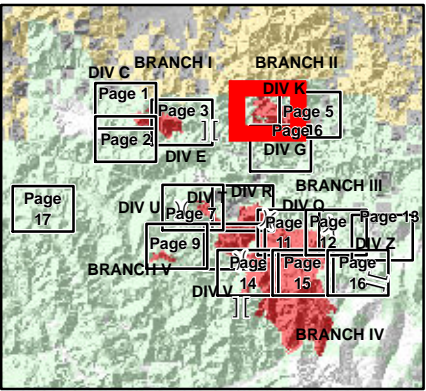 BRANCH I
BRANCH II
DIV C
DIV K
Page 1
Page 3
Page 5
][
Page 6
Page 2
DIV E
DIV G
BRANCH III
Page
17
DIV U
DIV T
DIV R
DIV O
Page 7
Page
11
Page
12
Page 13
Page 9
DIV Z
BRANCH V
Page
14
Page
15
Page
16
DIV V
][
BRANCH IV